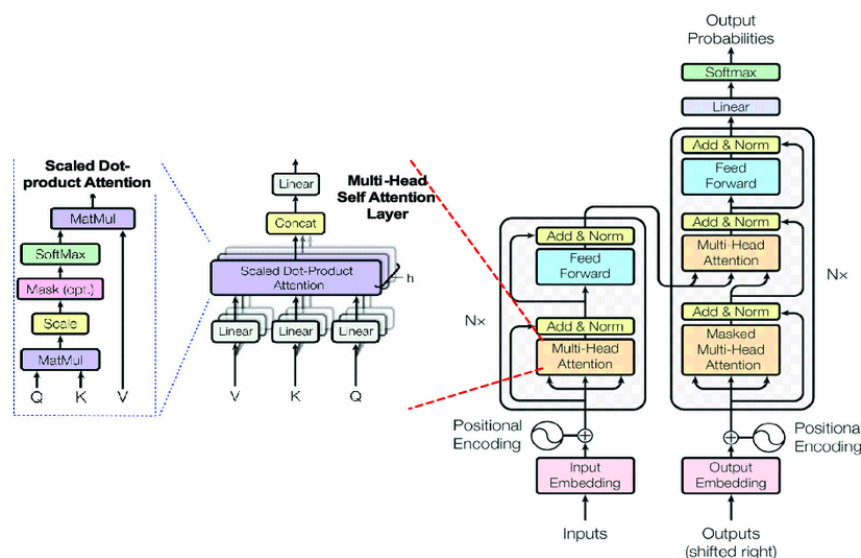 Scaled Dot-
product Attention
MatMul
SoftMax
Mask (opt.)
Scale
MatMul
Q
K
V
Multi-Head
Self Attention
Layer
Linear
Concat
Scaled Dot-Product
Attention
h
Linear
Linear
Linear
V
K
Q
Output
Probabilities
Softmax
Linear
Add & Norm
Feed
Forward
Add & Norm
Multi-Head
Attention
Add & Norm
Masked
Multi-Head
Attention
N×
Add & Norm
Feed
Forward
Add & Norm
Multi-Head
Attention
N×
Positional
Encoding
Positional
Encoding
Input
Embedding
Output
Embedding
Inputs
Outputs
(shifted right)